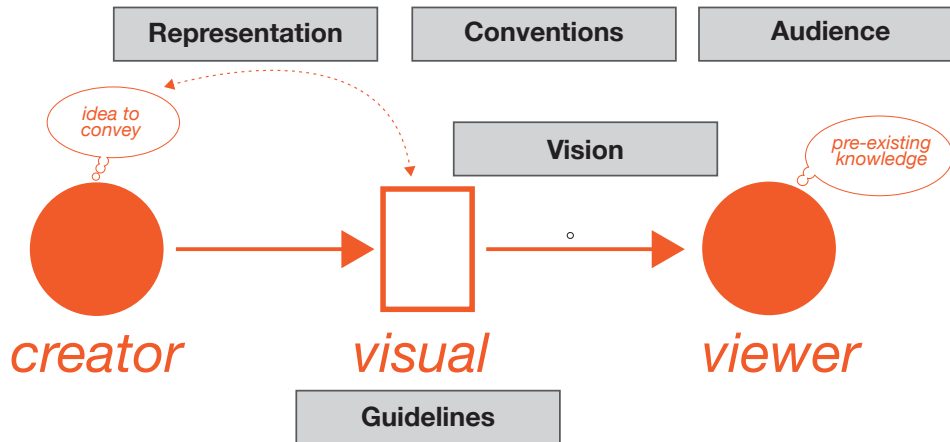 Representation
Conventions
Audience
idea to
convey
Vision
pre-existing
knowledge
creator
visual
viewer
Guidelines